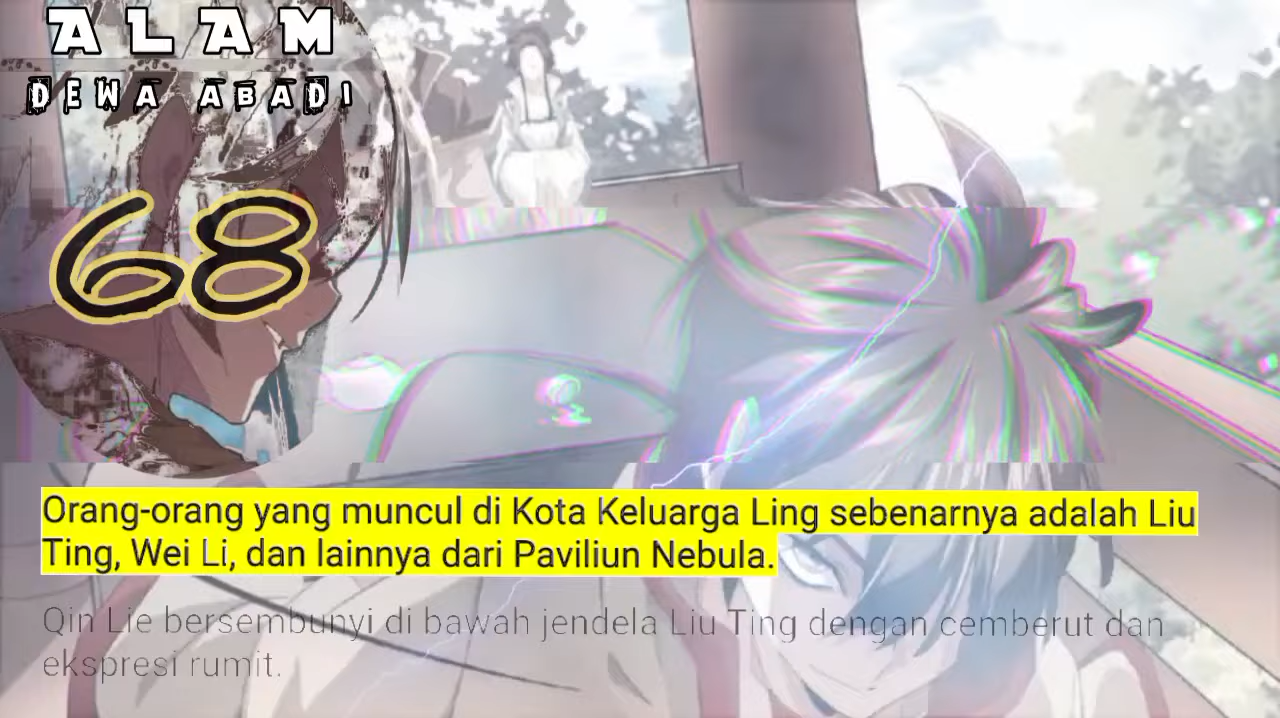 ALAM
DEWA ABADI
68
Orang-orang yang muncul di Kota Keluarga Ling sebenarnya adalah Liu
Ting, Wei Li, dan lainnya dari Paviliun Nebula.
Qin Lie bersembunyi di bawah jendela Liu Ting dengan cemberut dan
ekspresi rumit.